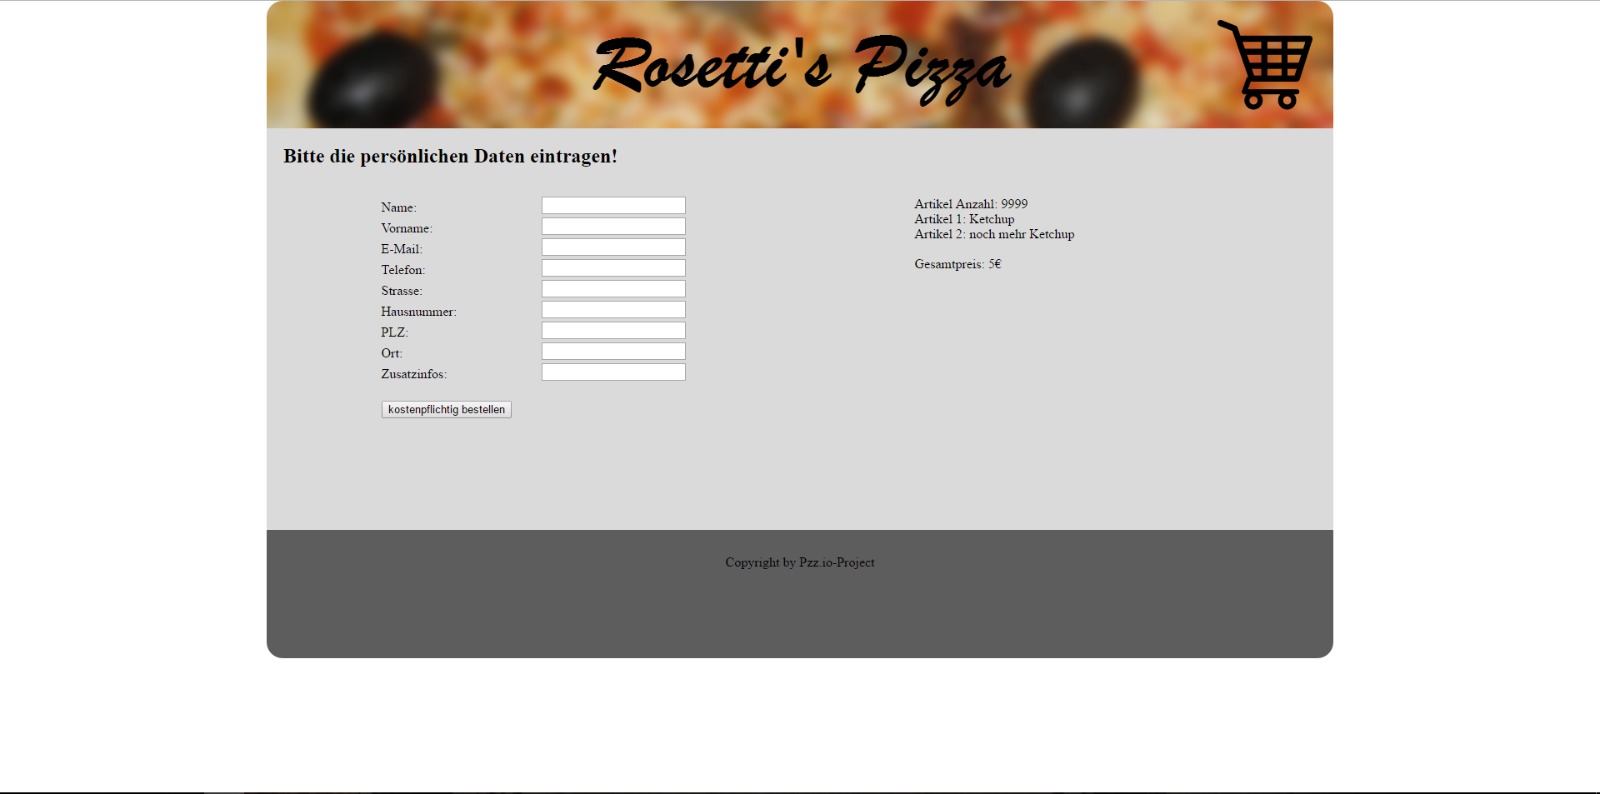 Rosetti's Pizza
Bitte die persönlichen Daten eintragen!
Name:
Vorname:
E-Mail:
Telefon:
Strasse:
Hausnummer:
PLZ:
Ort:
Zusatzinfos:
kostenpflichtig bestellen
Artikel Anzahl: 9999
Artikel 1: Ketchup
Artikel 2: noch mehr Ketchup
Gesamtpreis: 5€
Copyright by Pzz.io-Project